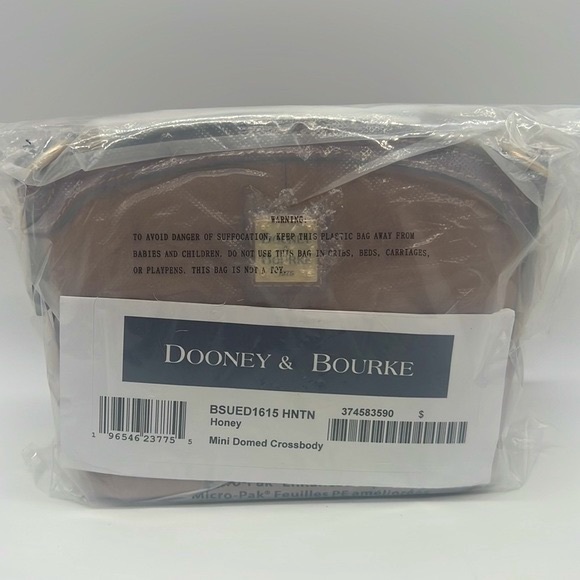 WARNING:
TO AVOID DANGER OF SUFFOCATION, KEEP THIS PLASTIC BAG AWAY FROM
BABIES AND CHILDREN. DO NOT USE THIS BAG IN CRIBS, BEDS, CARRIAGES,
OR PLAYPENS. THIS BAG IS NOT A TOY.
DOONEY & BOURKE
BSUED1615 HNTN
Honey
Mini Domed Crossbody
374583590 $
1 96546 23775 5
Micro-Pak® Feuilles PE